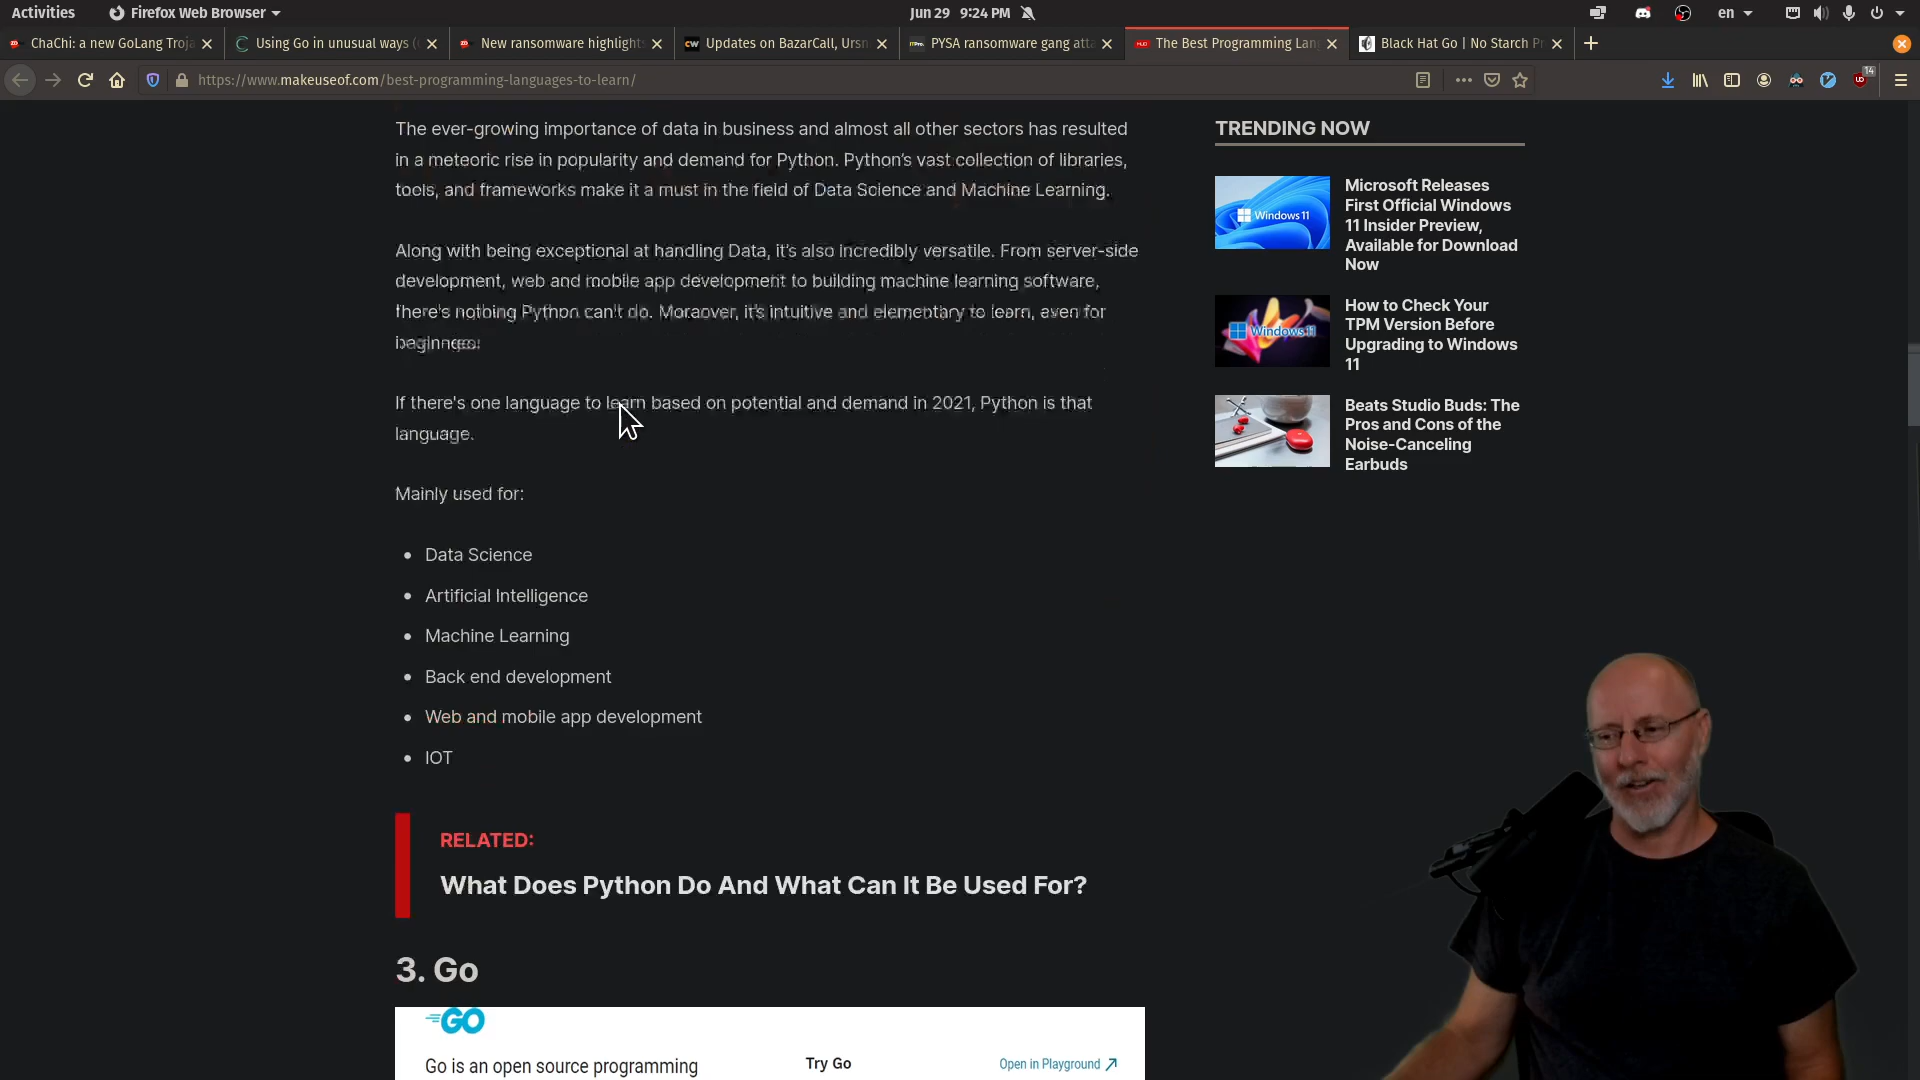 Activities
Firefox Web Browser
Jun 29 9:24 PM
en
ChaChi: a new GoLang Troja
Using Go in unusual ways (
New ransomware highlights
CW
Updates on BazarCall, Ursn
ITPro.
PYSA ransomware gang atta
MUO
The Best Programming Lang
Black Hat Go | No Starch Pr
https://www.makeuseof.com/best-programming-languages-to-learn/
14
The ever-growing importance of data in business and almost all other sectors has resulted
in a meteoric rise in popularity and demand for Python. Python's vast collection of libraries,
tools, and frameworks make it a must in the field of Data Science and Machine Learning.
Along with being exceptional at handling Data, it's also incredibly versatile. From server-side
development, web and mobile app development to building machine learning software,
there's nothing Python can't do. Moreover, it's intuitive and elementary to learn, even for
beginners.
If there's one language to learn based on potential and demand in 2021, Python is that
language.
Mainly used for:
Data Science
Artificial Intelligence
Machine Learning
Back end development
Web and mobile app development
IOT
RELATED:
What Does Python Do And What Can It Be Used For?
3. Go
GO
Go is an open source programming
Try Go
Open in Playground
TRENDING NOW
Windows 11
Microsoft Releases
First Official Windows
11 Insider Preview,
Available for Download
Now
Windows 11
How to Check Your
TPM Version Before
Upgrading to Windows
11
Beats Studio Buds: The
Pros and Cons of the
Noise-Canceling
Earbuds